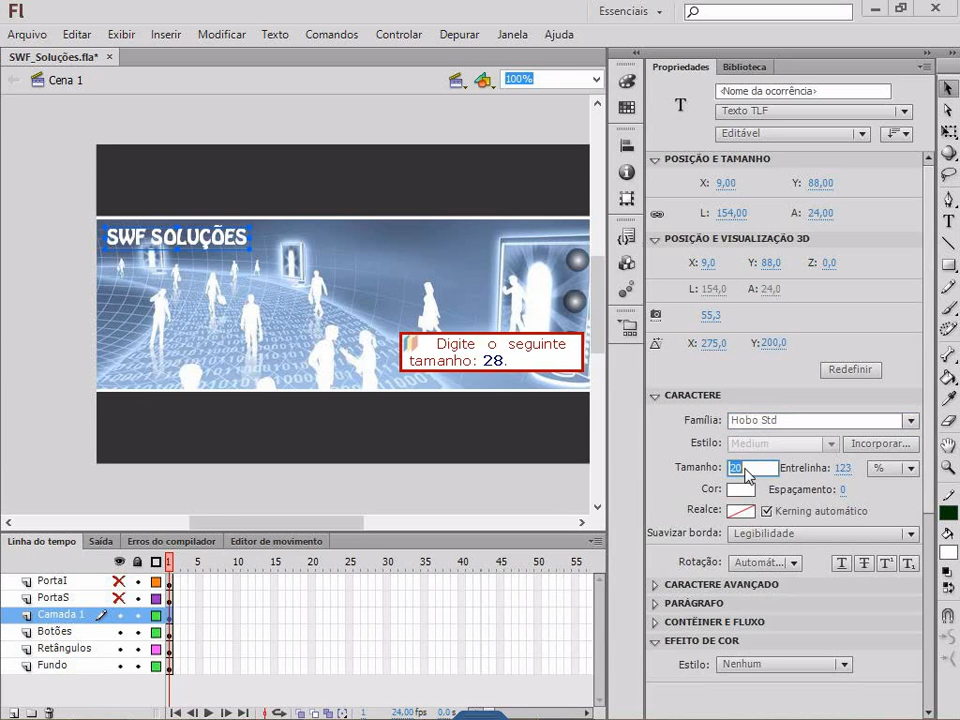 Fl
Essenciais
Arquivo Editar Exibir Inserir Modificar Texto Comandos Controlar Depurar Janela Ajuda
SWF_Soluções.fla*
Cena 1
100%
SWF SOLUÇÕES
Digite o seguinte
tamanho: 28.
Propriedades Biblioteca
T
<Nome da ocorrência>
Texto TLF
Editável
POSIÇÃO E TAMANHO
X: 9,00 Y: 88,00
L: 154,00 A: 24,00
POSIÇÃO E VISUALIZAÇÃO 3D
X: 9,0 Y: 88,0 Z: 0,0
L: 154,0 A: 24,0
55,3
X: 275,0 Y: 200,0
Redefinir
CARACTERE
Família: Hobo Std
Estilo: Medium Incorporar...
Tamanho: 20 Entrelinha: 123 %
Cor: Espaçamento: 0
Realce: Kerning automático
Suavizar borda: Legibilidade
Rotação: Automát... T T T¹ T₁
CARACTERE AVANÇADO
PARÁGRAFO
CONTÊINER E FLUXO
EFEITO DE COR
Estilo: Nenhum
Linha do tempo Saída Erros do compilador Editor de movimento
1 5 10 15 20 25 30 35 40 45 50 55
PortaI
PortaS
Camada 1
Botões
Retângulos
Fundo
1 24,00 fps 0,0 s